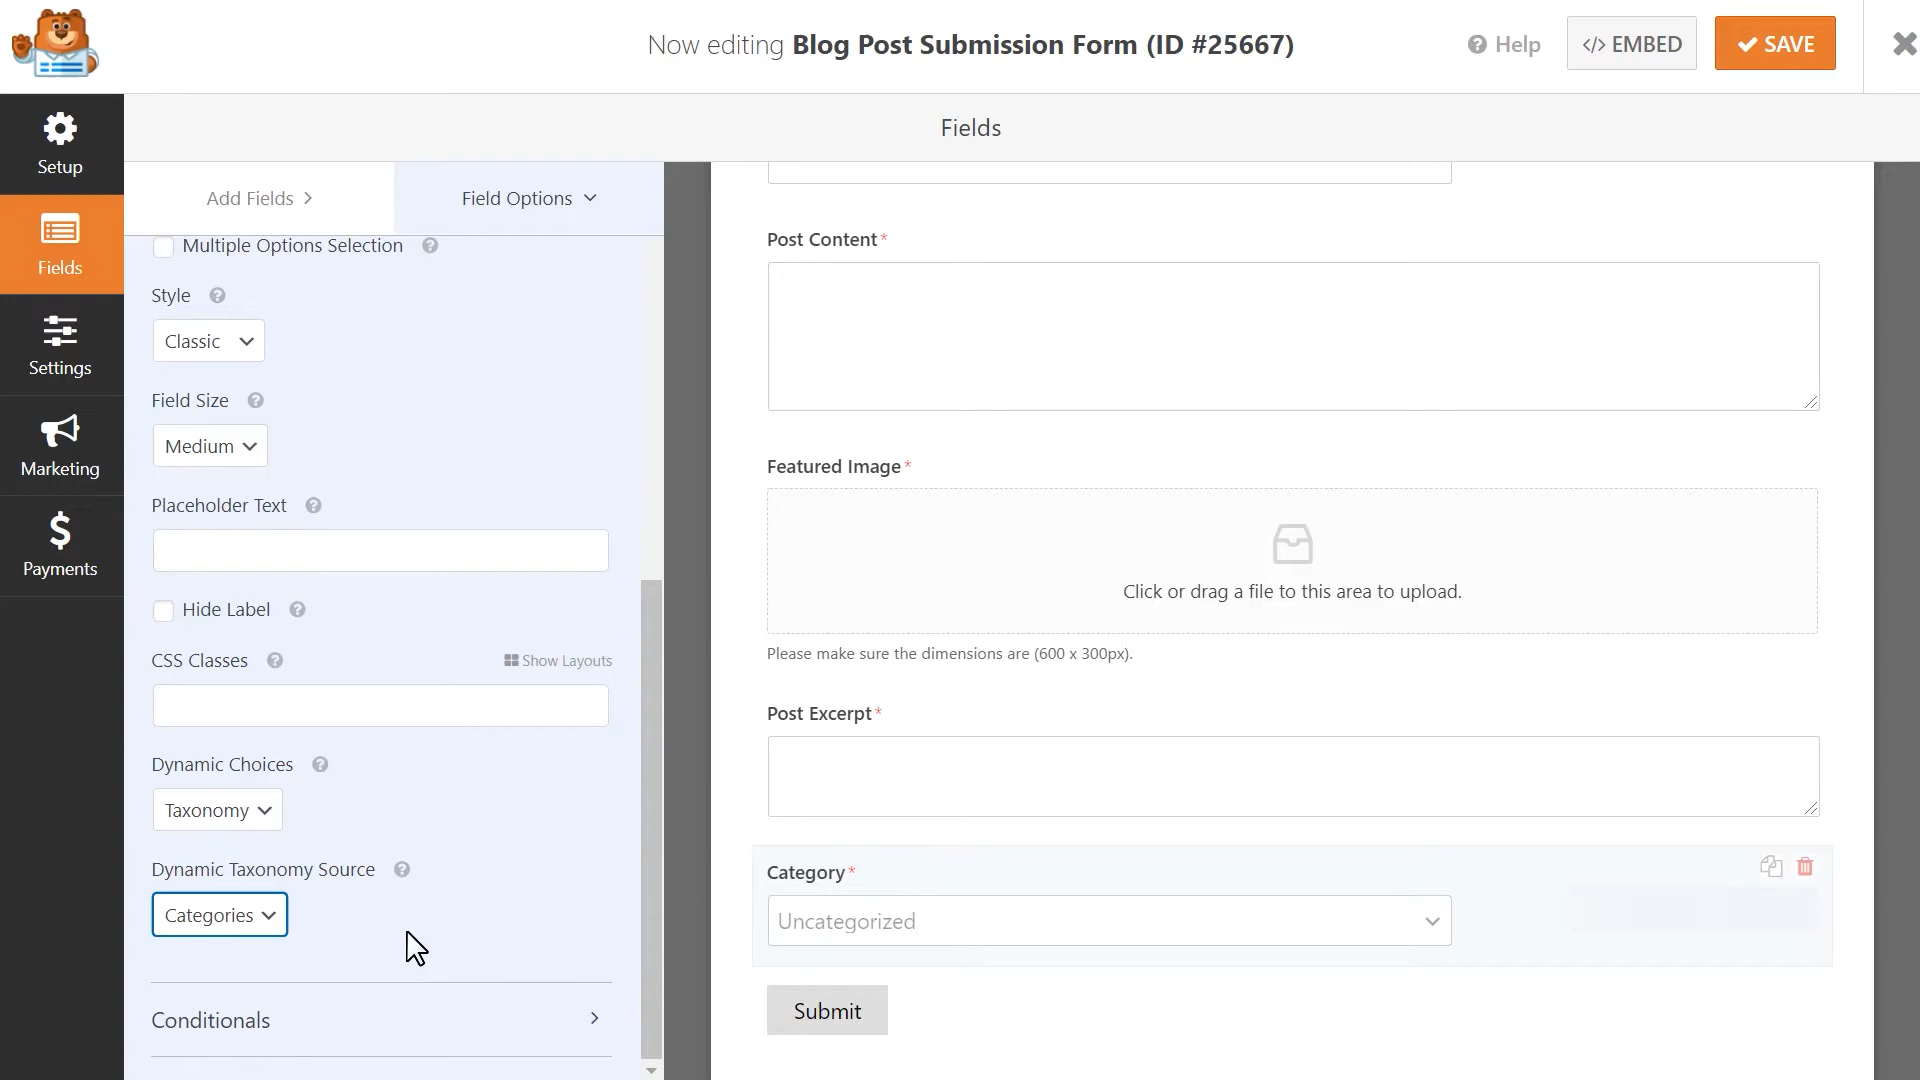 Now editing Blog Post Submission Form (ID #25667)
Help
</> EMBED
SAVE
Setup
Fields
Settings
Marketing
Payments
Fields
Add Fields
Field Options
Multiple Options Selection
Style
Classic
Field Size
Medium
Placeholder Text
Hide Label
CSS Classes
Show Layouts
Dynamic Choices
Taxonomy
Dynamic Taxonomy Source
Categories
Conditionals
Post Content*
Featured Image*
Click or drag a file to this area to upload.
Please make sure the dimensions are (600 x 300px).
Post Excerpt*
Category*
Uncategorized
Submit